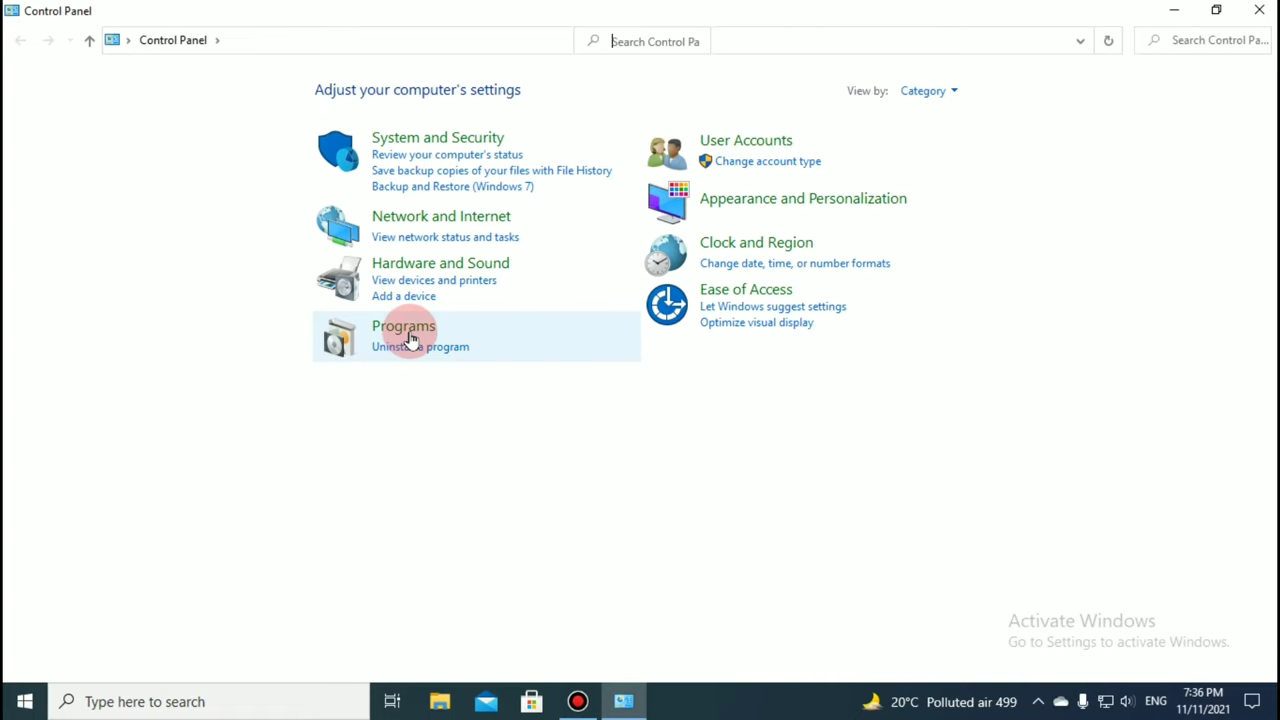 Control Panel
Control Panel
Search Control Pa
Search Control Pa...
Adjust your computer's settings
View by: Category
System and Security
Review your computer's status
Save backup copies of your files with File History
Backup and Restore (Windows 7)
Network and Internet
View network status and tasks
Hardware and Sound
View devices and printers
Add a device
Programs
Uninstall a program
User Accounts
Change account type
Appearance and Personalization
Clock and Region
Change date, time, or number formats
Ease of Access
Let Windows suggest settings
Optimize visual display
Activate Windows
Go to Settings to activate Windows.
Type here to search
20°C Polluted air 499
ENG
7:36 PM
11/11/2021